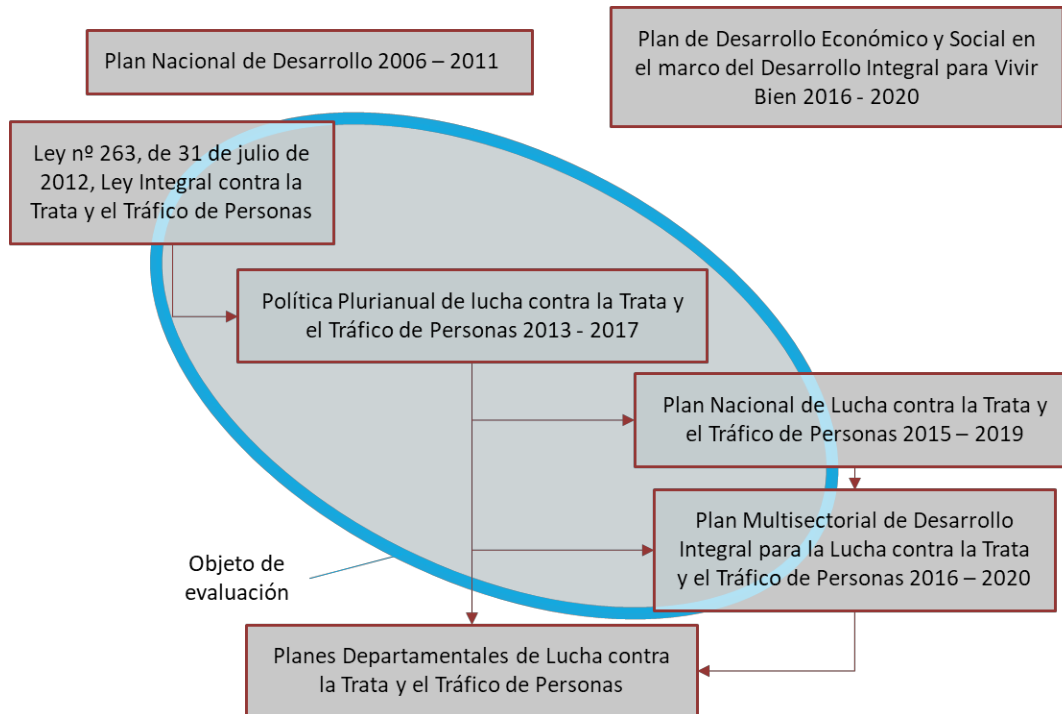 Plan Nacional de Desarrollo 2006 – 2011
Plan de Desarrollo Económico y Social en
el marco del Desarrollo Integral para Vivir
Bien 2016 - 2020
Ley nº 263, de 31 de julio de
2012, Ley Integral contra la
Trata y el Tráfico de Personas
Política Plurianual de lucha contra la Trata y
el Tráfico de Personas 2013 - 2017
Plan Nacional de Lucha contra la Trata y
el Tráfico de Personas 2015 – 2019
Plan Multisectorial de Desarrollo
Integral para la Lucha contra la Trata
y el Tráfico de Personas 2016 – 2020
Objeto de
evaluación
Planes Departamentales de Lucha contra
la Trata y el Tráfico de Personas